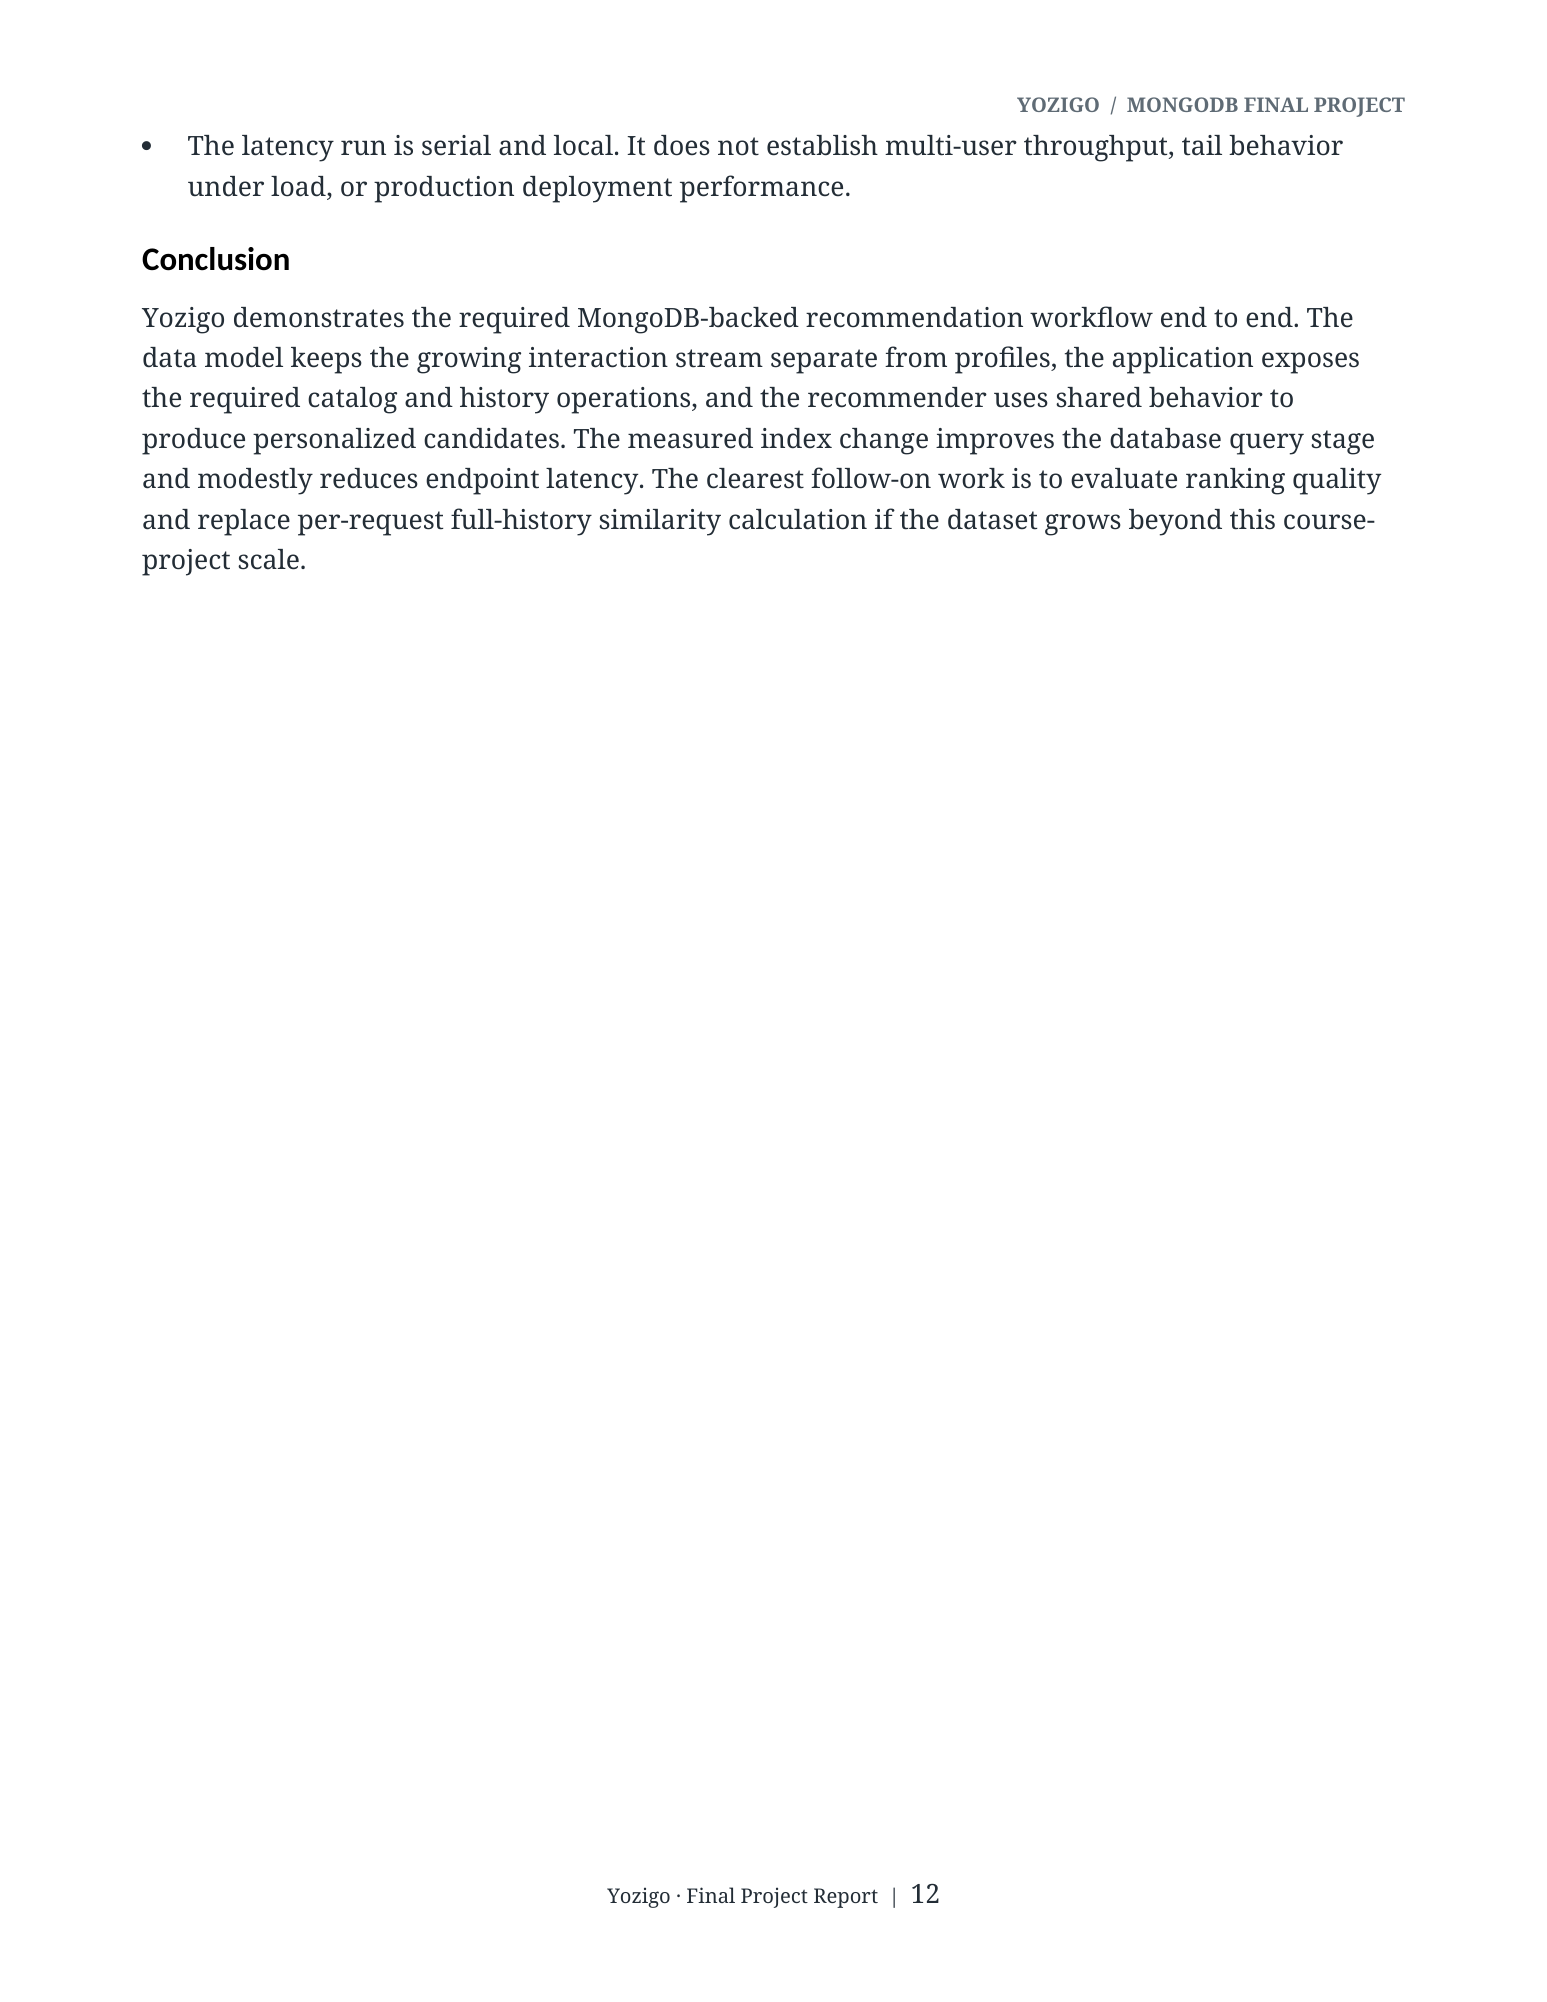 YOZIGO / MONGODB FINAL PROJECT
• The latency run is serial and local. It does not establish multi-user throughput, tail behavior
under load, or production deployment performance.
Conclusion
Yozigo demonstrates the required MongoDB-backed recommendation workflow end to end. The
data model keeps the growing interaction stream separate from profiles, the application exposes
the required catalog and history operations, and the recommender uses shared behavior to
produce personalized candidates. The measured index change improves the database query stage
and modestly reduces endpoint latency. The clearest follow-on work is to evaluate ranking quality
and replace per-request full-history similarity calculation if the dataset grows beyond this course-
project scale.
Yozigo · Final Project Report | 12